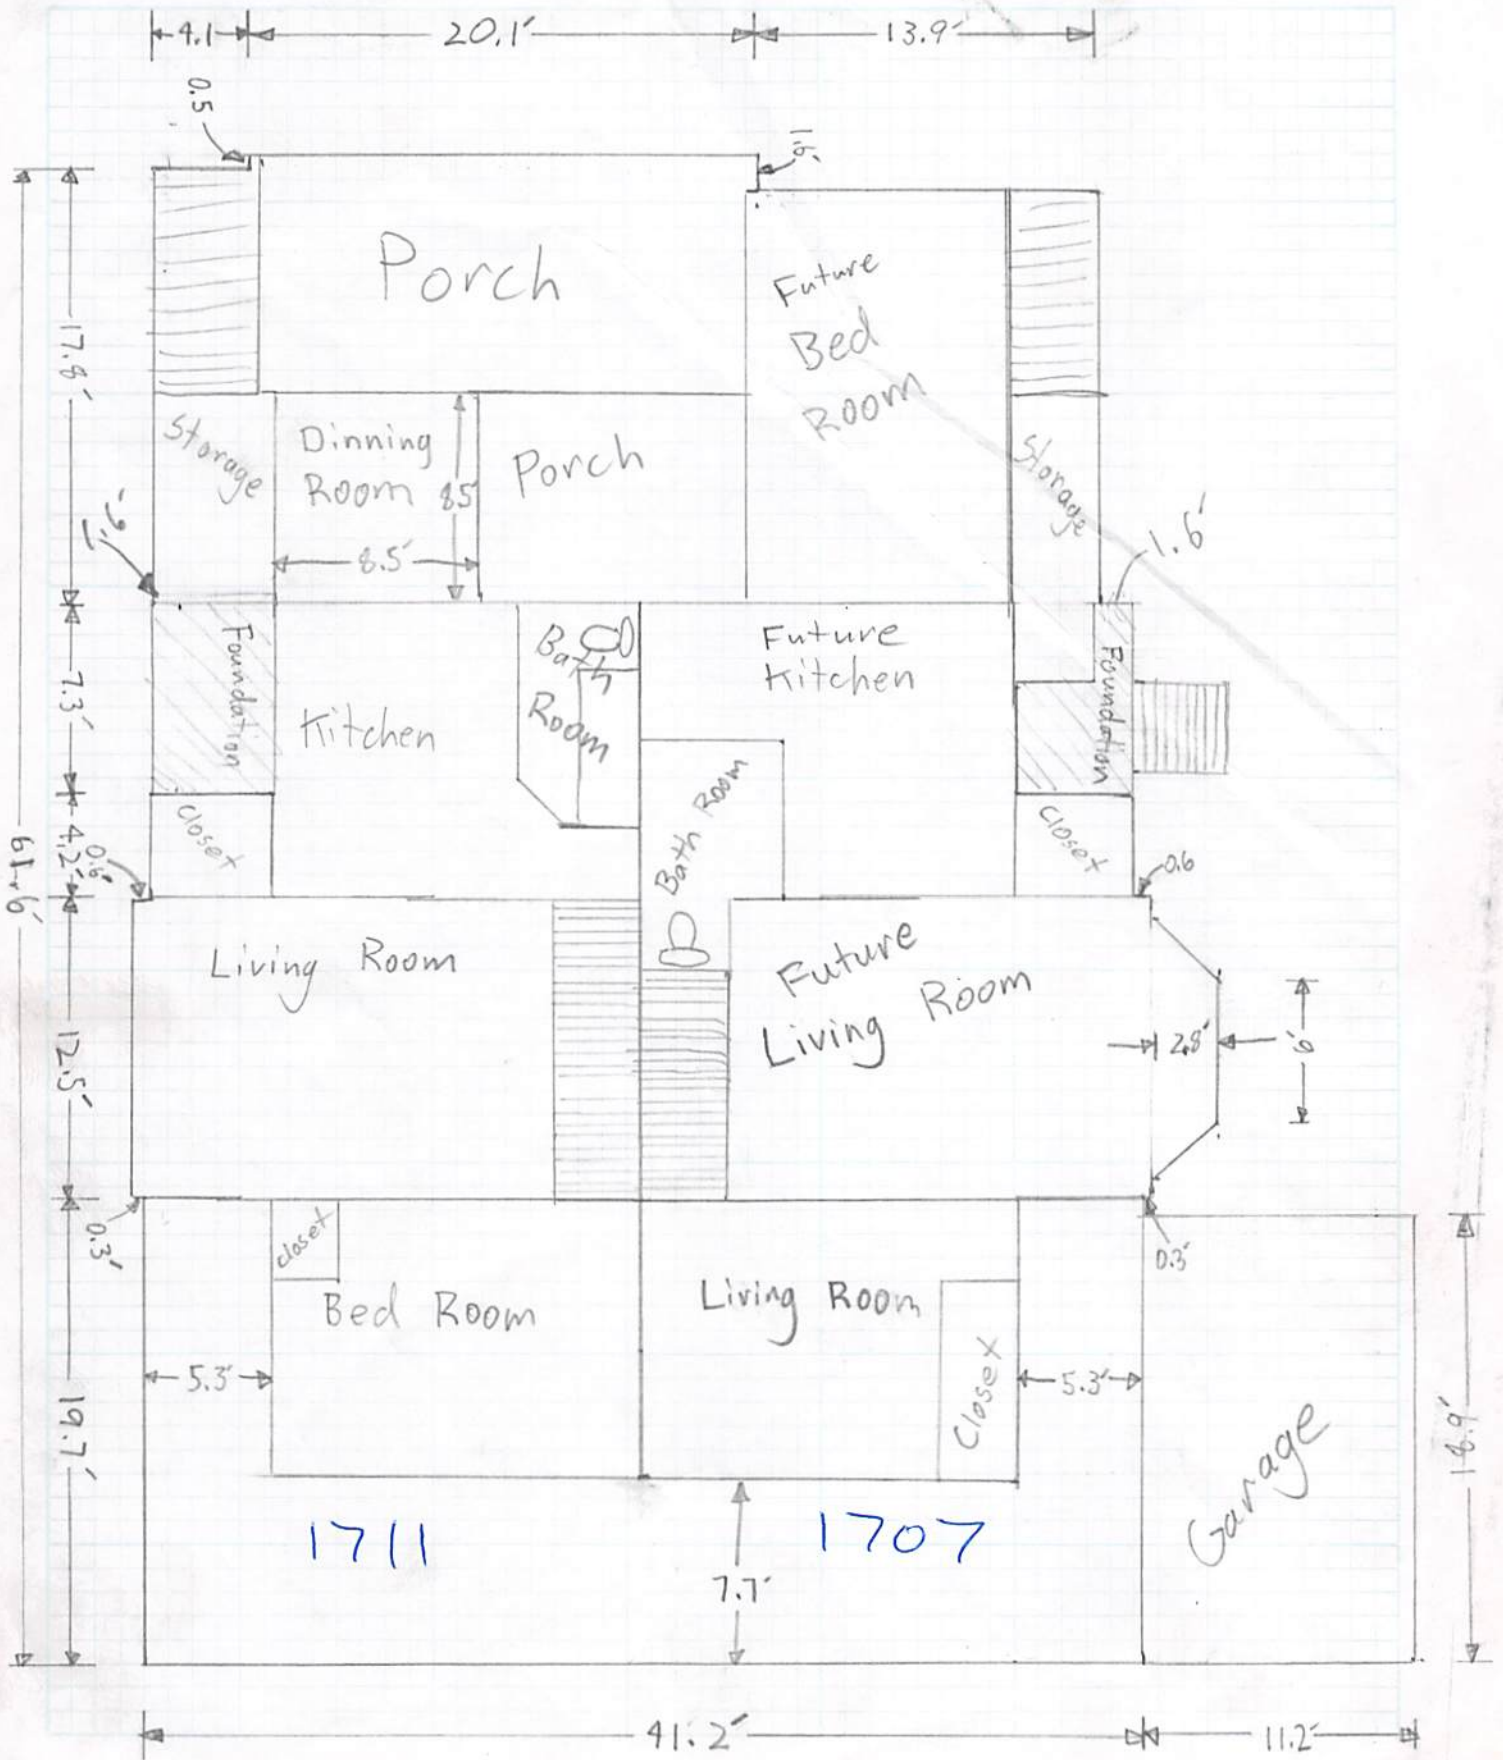 4.1
20.1'
13.9'
0.5
1.6'
Porch
Future
Bed
Room
17.8'
Storage
Dinning
Room
8.5'
Porch
Storage
8.5'
1.6'
Foundation
Kitchen
Bath
Room
Future
Kitchen
Foundation
7.3'
Bath Room
Closet
Closet
4.2'
0.6'
0.6
61.9'
Living Room
Future
Living Room
12.5'
2.8'
6'
0.3'
0.3'
Closet
Bed Room
Living Room
Closet
5.3'
5.3'
19.7'
Garage
18.9'
1711
1707
7.7'
41.2'
11.2'